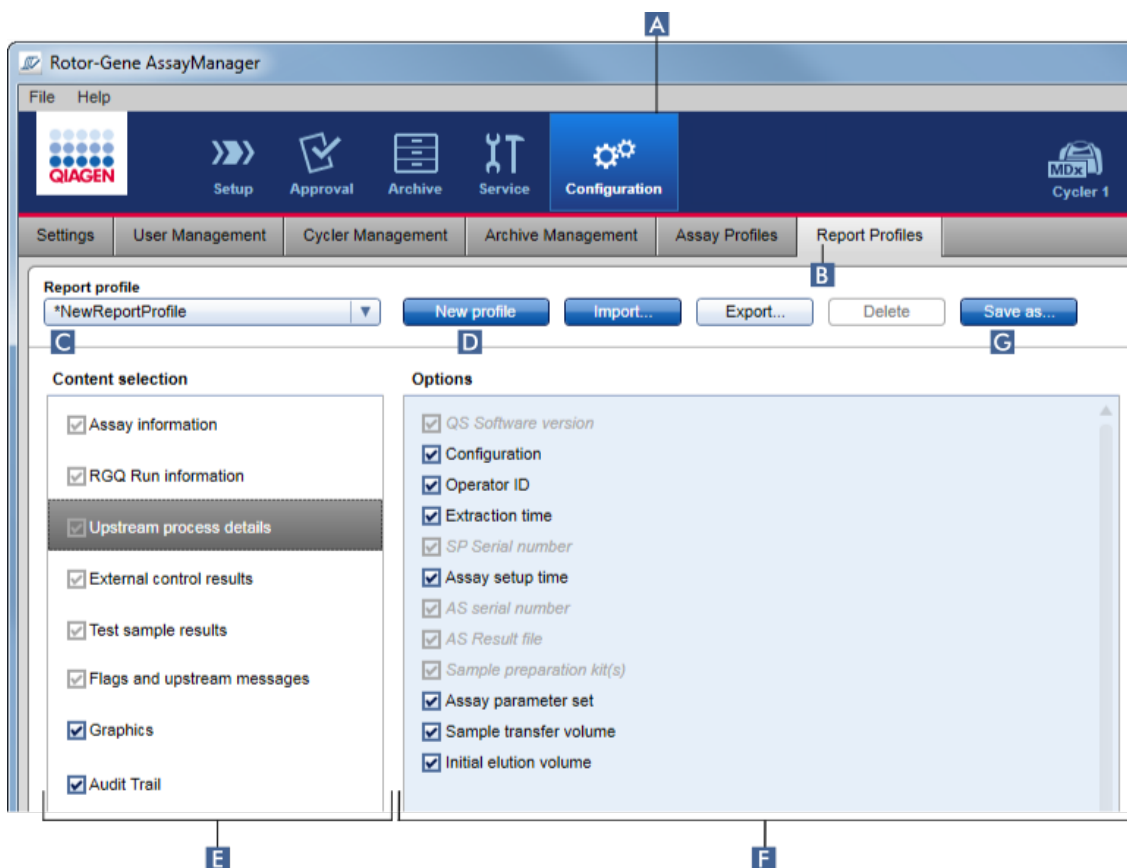 A
Rotor-Gene AssayManager
File Help
QIAGEN
Setup
Approval
Archive
Service
Configuration
MDx
Cycler 1
Settings
User Management
Cycler Management
Archive Management
Assay Profiles
Report Profiles
B
Report profile
*NewReportProfile
New profile
Import...
Export...
Delete
Save as...
C
D
G
Content selection
Assay information
RGQ Run information
Upstream process details
External control results
Test sample results
Flags and upstream messages
Graphics
Audit Trail
Options
QS Software version
Configuration
Operator ID
Extraction time
SP Serial number
Assay setup time
AS serial number
AS Result file
Sample preparation kit(s)
Assay parameter set
Sample transfer volume
Initial elution volume
E
F